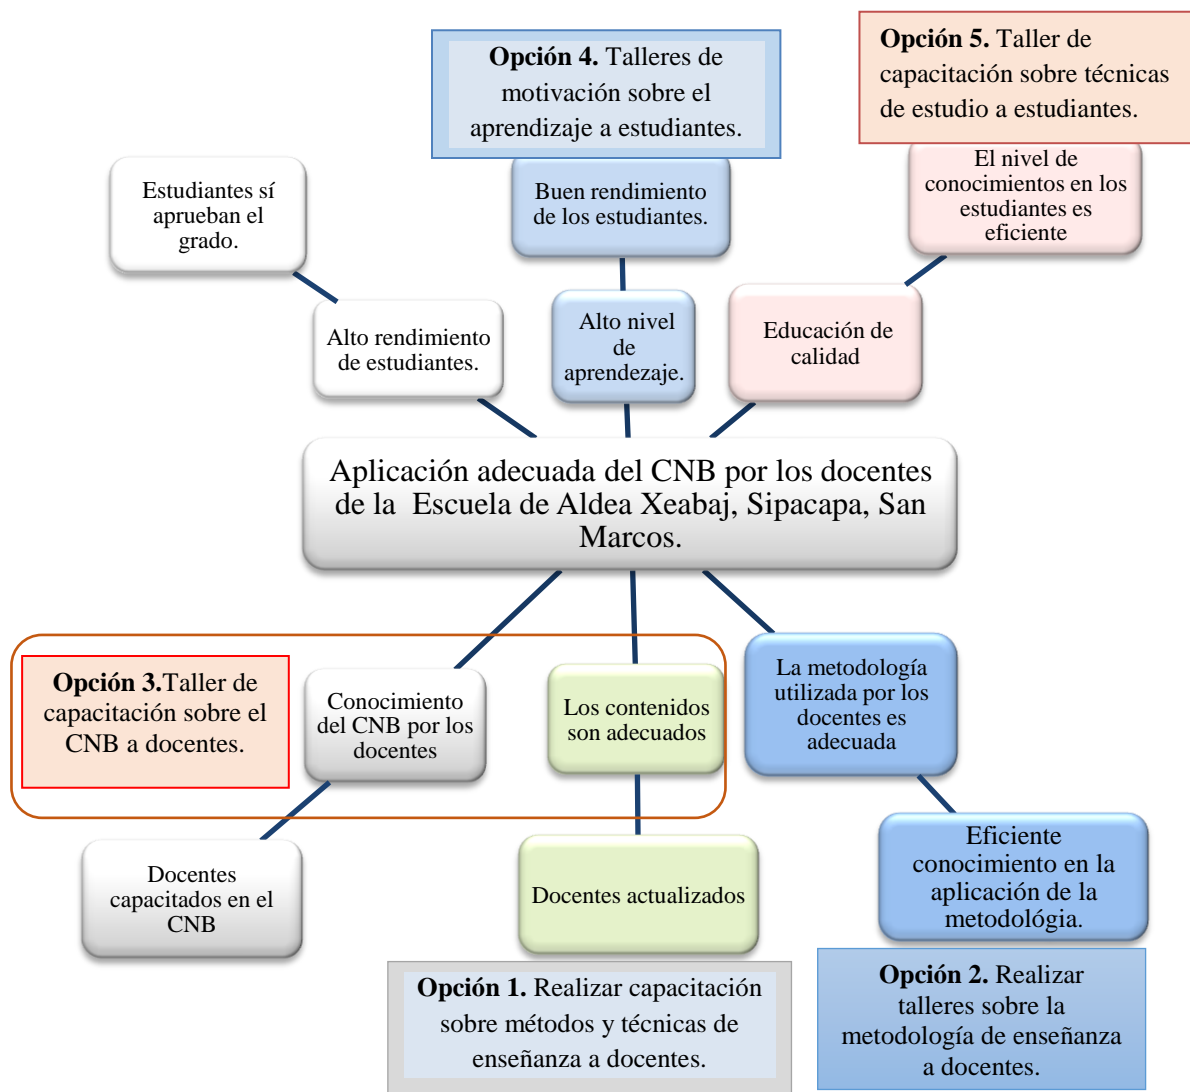 Opción 4. Talleres de
motivación sobre el
aprendizaje a estudiantes.
Opción 5. Taller de
capacitación sobre técnicas
de estudio a estudiantes.
Estudiantes sí
aprueban el
grado.
Buen rendimiento
de los estudiantes.
El nivel de
conocimientos en los
estudiantes es
eficiente
Alto rendimiento
de estudiantes.
Alto nivel
de
aprendezaje.
Educación de
calidad
Aplicación adecuada del CNB por los docentes
de la Escuela de Aldea Xeabaj, Sipacapa, San
Marcos.
Opción 3.Taller de
capacitación sobre el
CNB a docentes.
Conocimiento
del CNB por los
docentes
Los contenidos
son adecuados
La metodología
utilizada por los
docentes es
adecuada
Docentes
capacitados en el
CNB
Docentes actualizados
Eficiente
conocimiento en la
aplicación de la
metodológia.
Opción 1. Realizar capacitación
sobre métodos y técnicas de
enseñanza a docentes.
Opción 2. Realizar
talleres sobre la
metodología de enseñanza
a docentes.